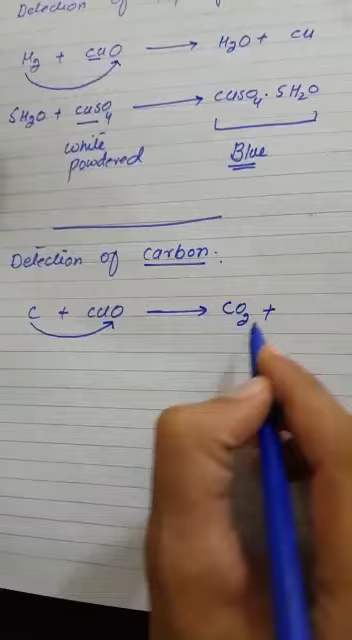 Detection of
H2 + CuO → H2O + Cu
5H2O + CuSO4 → CuSO4 · 5H2O
white powdered
Blue
Detection of carbon :
C + CuO → CO2 +